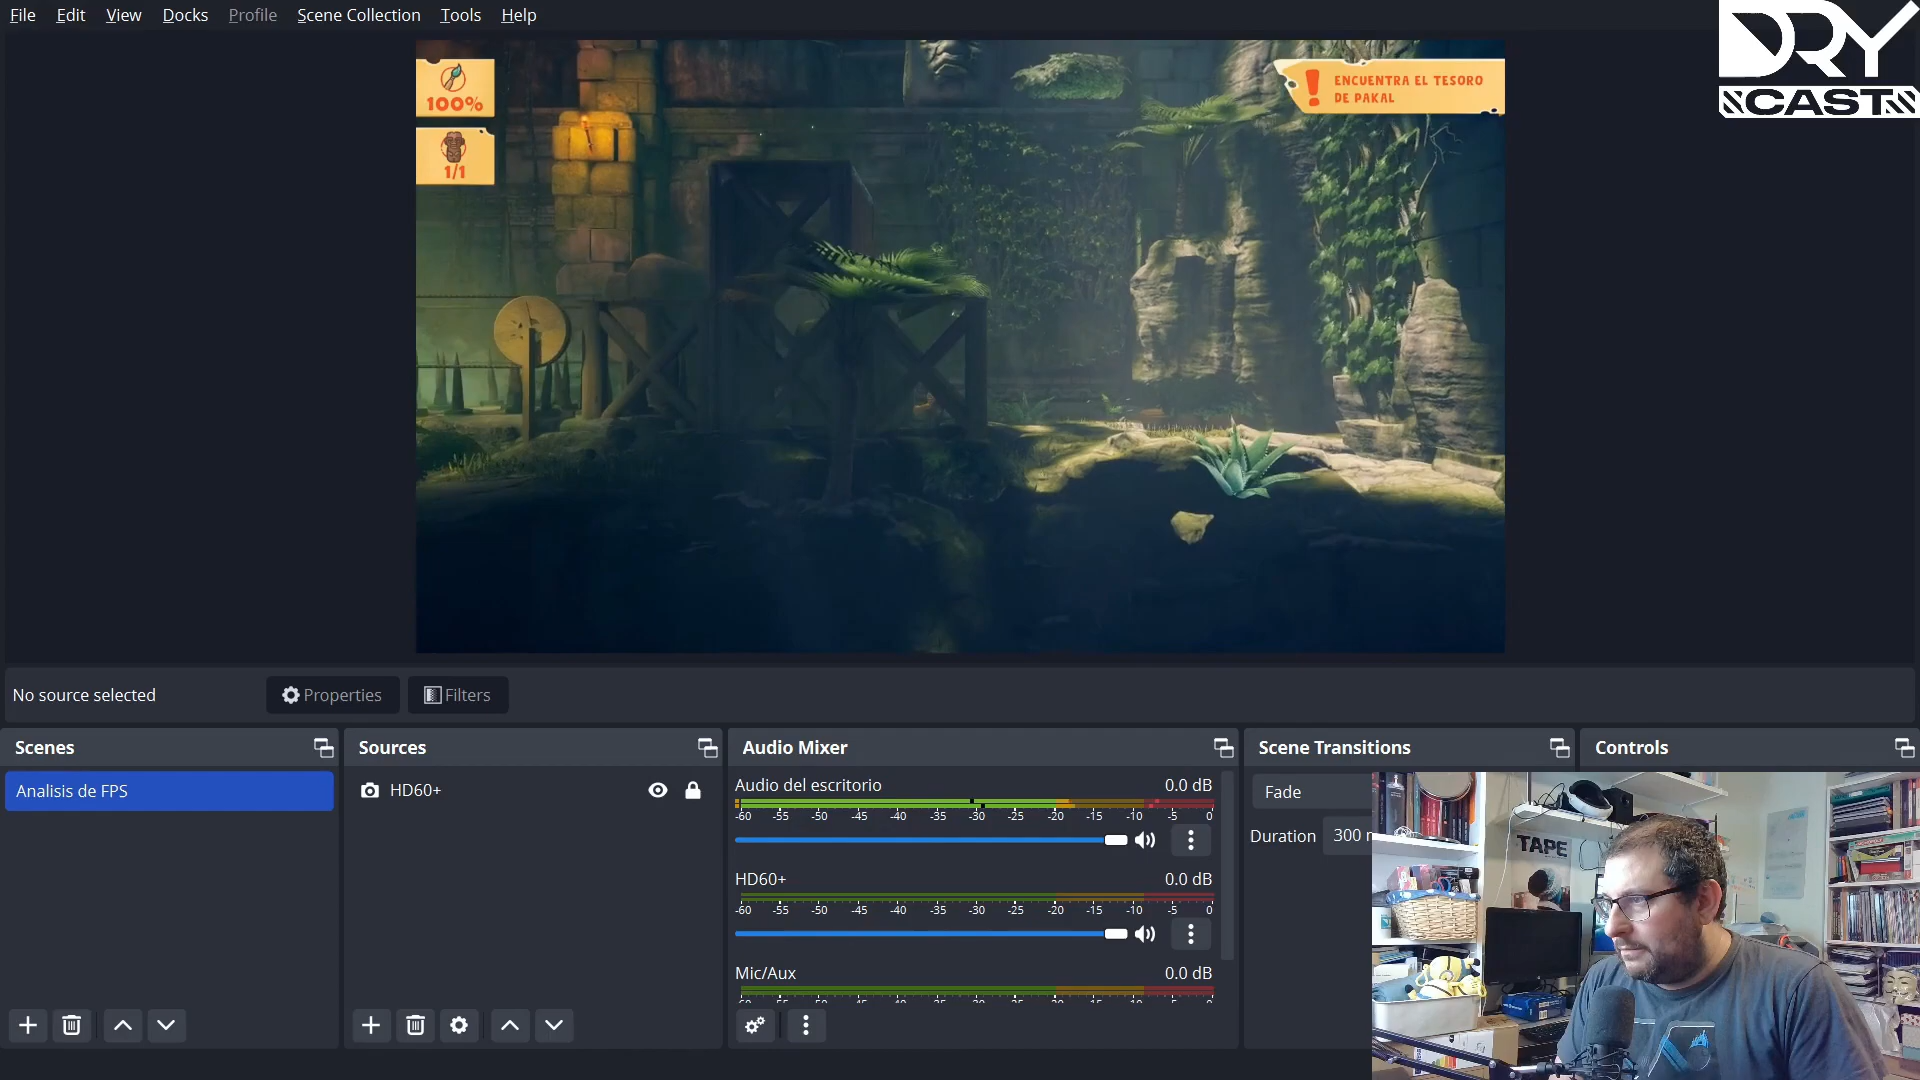 File Edit View Docks Profile Scene Collection Tools Help
DRY
CAST
100%
1/1
ENCUENTRA EL TESORO
DE PAKAL
No source selected Properties Filters
Scenes Sources Audio Mixer Scene Transitions Controls
Analisis de FPS
HD60+
Audio del escritorio 0.0 dB
-60 -55 -50 -45 -40 -35 -30 -25 -20 -15 -10 -5 0
HD60+ 0.0 dB
-60 -55 -50 -45 -40 -35 -30 -25 -20 -15 -10 -5 0
Mic/Aux 0.0 dB
Fade
Duration 300
TAPE